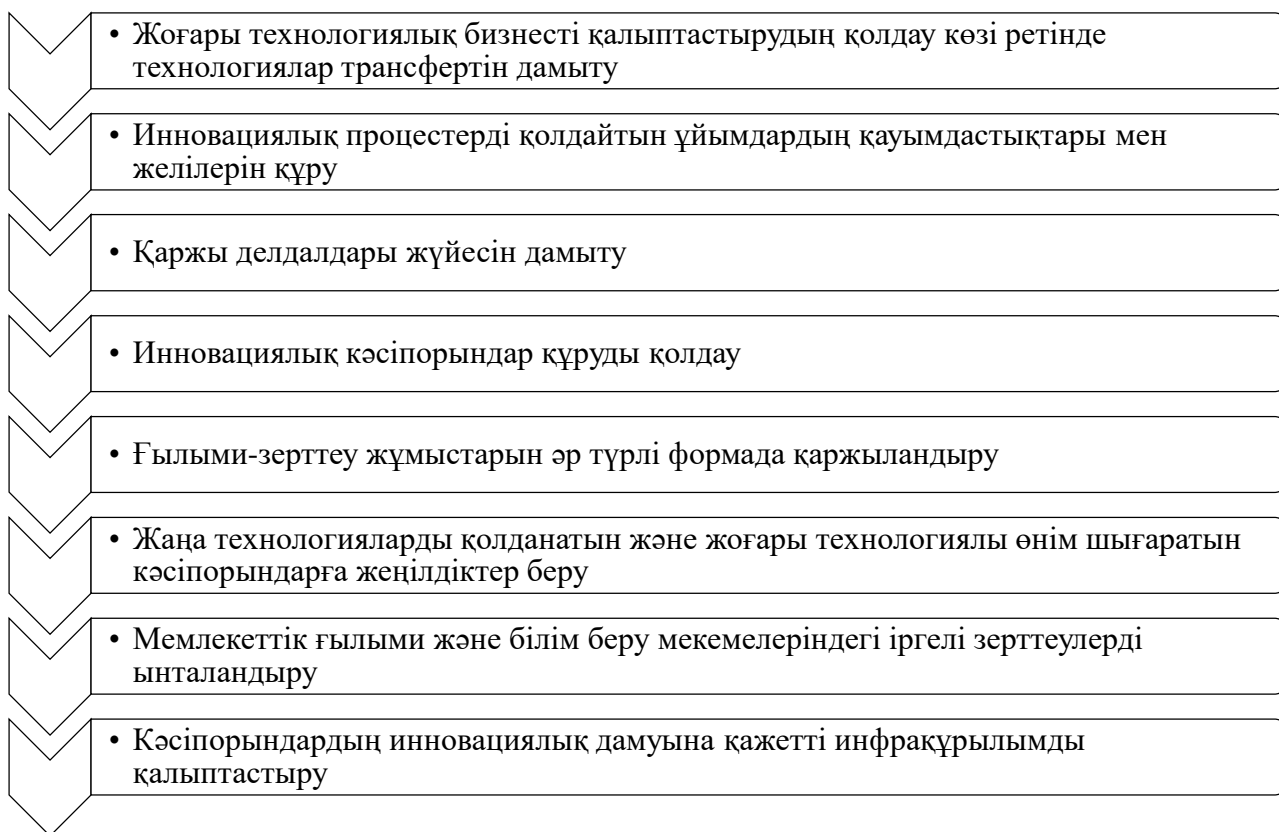 • Жоғары технологиялық бизнесті қалыптастырудың қолдау көзі ретінде
технологиялар трансфертін дамыту
• Инновациялық процестерді қолдайтын ұйымдардың қауымдастықтары мен
желілерін құру
• Қаржы делдалдары жүйесін дамыту
• Инновациялық кәсіпорындар құруды қолдау
• Ғылыми-зерттеу жұмыстарын әр түрлі формада қаржыландыру
• Жаңа технологияларды қолданатын және жоғары технологиялы өнім шығаратын
кәсіпорындарға жеңілдіктер беру
• Мемлекеттік ғылыми және білім беру мекемелеріндегі іргелі зерттеулерді
ынталандыру
• Кәсіпорындардың инновациялық дамуына қажетті инфрақұрылымды
қалыптастыру